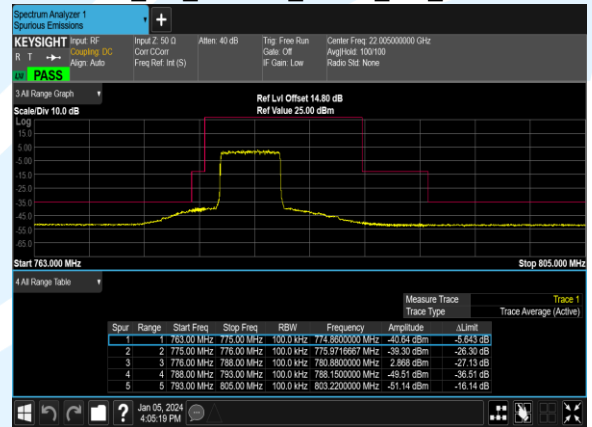 Spectrum Analyzer 1
Spurious Emissions
KEYSIGHT Input: RF Input Z: 50 Ω Atten: 40 dB Trig: Free Run Center Freq: 22.005000000 GHz
R T Coupling: DC Corr CCorr Gate: Off Avg|Hold: 100/100
Align: Auto Freq Ref: Int (S) IF Gain: Low Radio Std: None
PASS
3 All Range Graph
Ref Lvl Offset 14.80 dB
Scale/Div 10.0 dB Ref Value 25.00 dBm
Log
15.0
5.00
-5.00
-15.0
-25.0
-35.0
-45.0
-55.0
-65.0
Start 763.000 MHz Stop 805.000 MHz
4 All Range Table
Measure Trace Trace 1
Trace Type Trace Average (Active)
Spur Range Start Freq Stop Freq RBW Frequency Amplitude ΔLimit
1 1 763.00 MHz 775.00 MHz 100.0 kHz 774.8600000 MHz -40.64 dBm -5.643 dB
2 2 775.00 MHz 776.00 MHz 100.0 kHz 775.9716667 MHz -39.30 dBm -26.30 dB
3 3 776.00 MHz 788.00 MHz 100.0 kHz 780.8800000 MHz 2.868 dBm -27.13 dB
4 4 788.00 MHz 793.00 MHz 100.0 kHz 788.1500000 MHz -49.51 dBm -36.51 dB
5 5 793.00 MHz 805.00 MHz 100.0 kHz 803.2200000 MHz -51.14 dBm -16.14 dB
Jan 05, 2024
4:05:19 PM